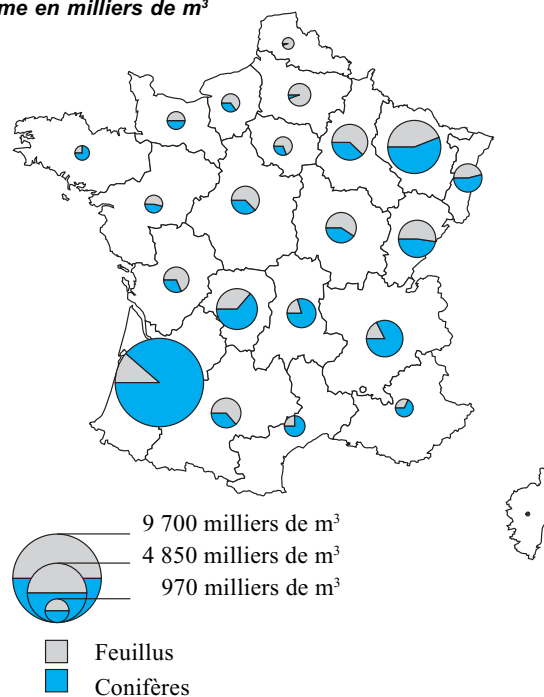 me en milliers de m³
9 700 milliers de m³
4 850 milliers de m³
970 milliers de m³
Feuillus
Conifères